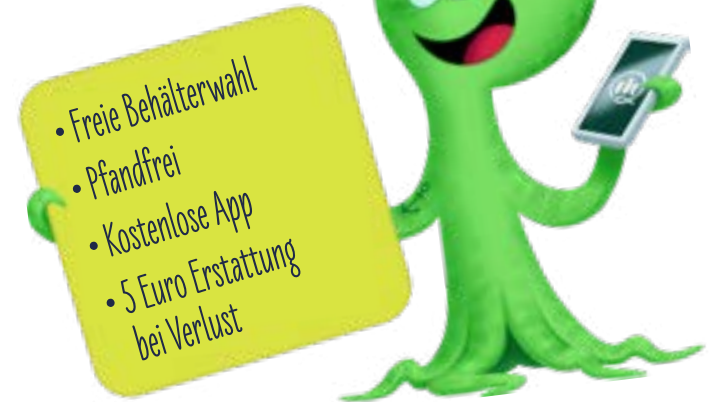 • Freie Behälterwahl
• Pfandfrei
• Kostenlose App
• 5 Euro Erstattung
bei Verlust